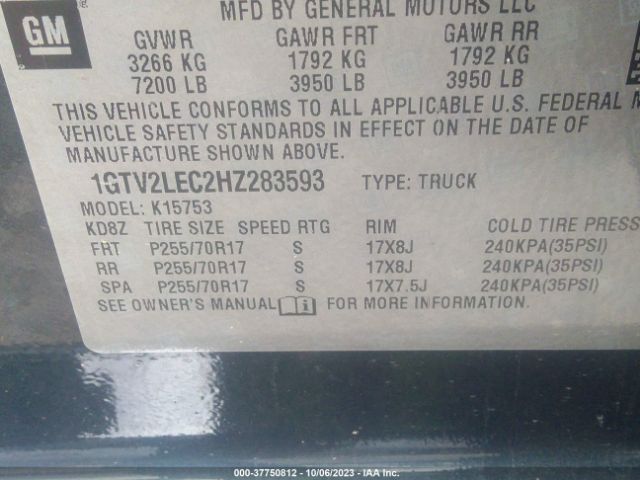 MFD BY GENERAL MOTORS LLC
GM
GVWR GAWR FRT GAWR RR
3266 KG 1792 KG 1792 KG
7200 LB 3950 LB 3950 LB
THIS VEHICLE CONFORMS TO ALL APPLICABLE U.S. FEDERAL M
VEHICLE SAFETY STANDARDS IN EFFECT ON THE DATE OF
MANUFACTURE SHOWN ABOVE.
1GTV2LEC2HZ283593 TYPE: TRUCK
MODEL: K15753
KD8Z TIRE SIZE SPEED RTG RIM COLD TIRE PRESS
FRT P255/70R17 S 17X8J 240KPA(35PSI)
RR P255/70R17 S 17X8J 240KPA(35PSI)
SPA P255/70R17 S 17X7.5J 240KPA(35PSI)
SEE OWNER'S MANUAL FOR MORE INFORMATION.
000-37750812 - 10/06/2023 - IAA Inc.